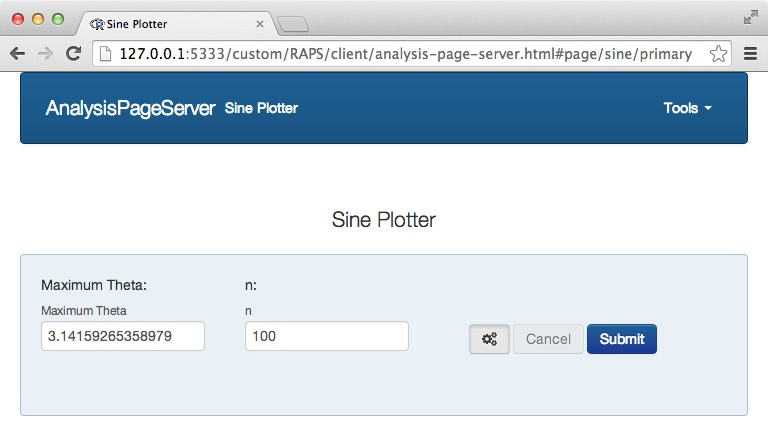 Sine Plotter
127.0.0.1:5333/custom/RAPS/client/analysis-page-server.html#page/sine/primary
AnalysisPageServer Sine Plotter Tools
Sine Plotter
Maximum Theta: n:
Maximum Theta n
3.14159265358979 100 Cancel Submit